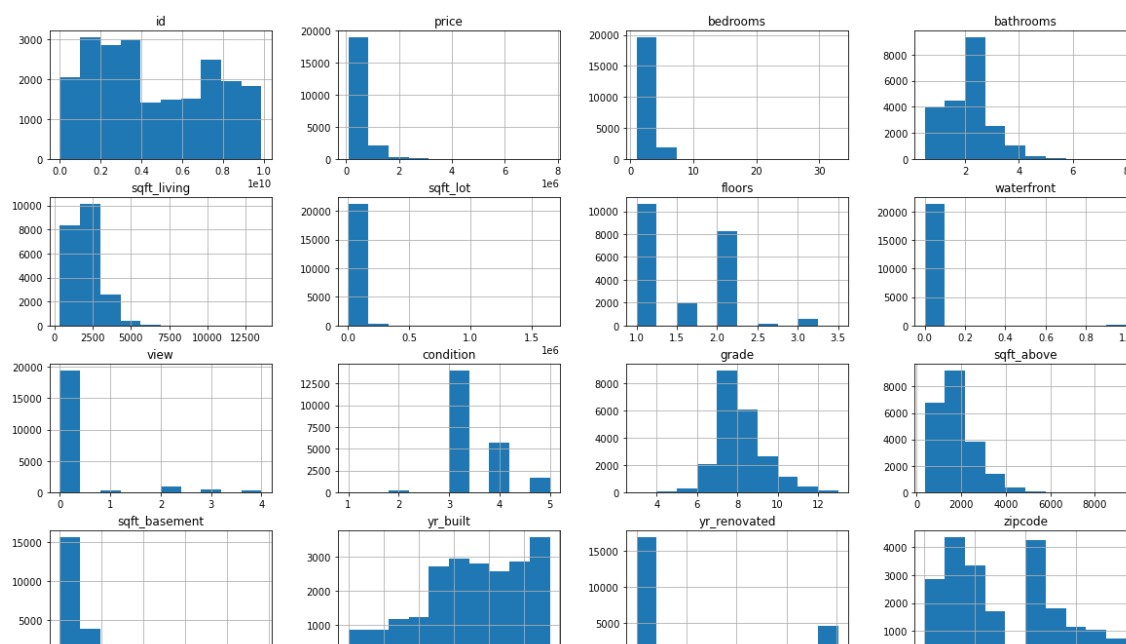 id price bedrooms bathrooms
3000 20000 20000 8000
2000 15000 15000 6000
1000 10000 10000 4000
0 5000 5000 2000
0 0 0
0.0 0.2 0.4 0.6 0.8 1.0 0 2 4 6 8 0 10 20 30 2 4 6 8
1e10 1e6
sqft_living sqft_lot floors waterfront
10000 20000 10000 20000
8000 15000 8000 15000
6000 10000 6000 10000
4000 5000 4000 5000
2000 0 2000 0
0 0
0 2500 5000 7500 10000 12500 0.0 0.5 1.0 1.5 1.0 1.5 2.0 2.5 3.0 3.5 0.0 0.2 0.4 0.6 0.8 1.0
1e6
view condition grade sqft_above
20000 12500 8000 8000
15000 10000 6000 6000
10000 7500 4000 4000
5000 5000 2000 2000
0 2500 0 0
0
0 1 2 3 4 1 2 3 4 5 4 6 8 10 12 0 2000 4000 6000 8000
sqft_basement yr_built yr_renovated zipcode
15000 3000 15000 4000
10000 2000 10000 3000
5000 1000 5000 2000
1000